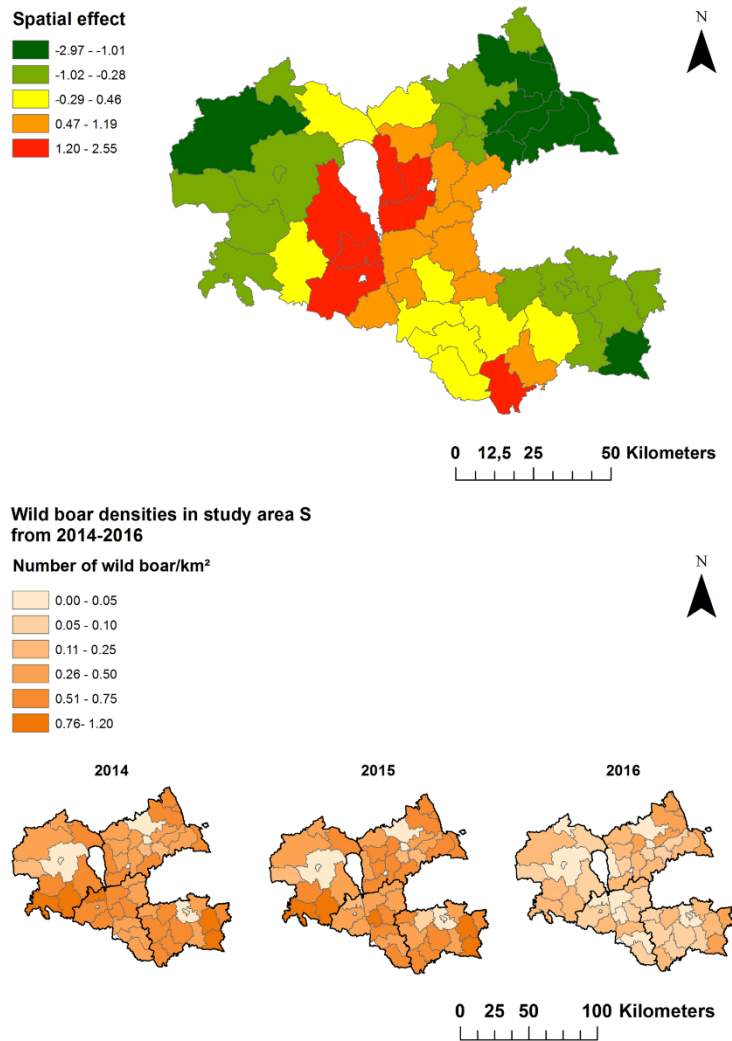 Spatial effect
N
-2.97 - -1.01
-1.02 - -0.28
-0.29 - 0.46
0.47 - 1.19
1.20 - 2.55
0 12,5 25 50 Kilometers
Wild boar densities in study area S
from 2014-2016
Number of wild boar/km²
N
0.00 - 0.05
0.05 - 0.10
0.11 - 0.25
0.26 - 0.50
0.51 - 0.75
0.76- 1.20
2014 2015 2016
0 25 50 100 Kilometers